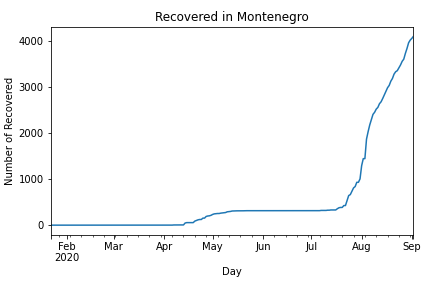 Recovered in Montenegro
Number of Recovered
4000
3000
2000
1000
0
Feb Mar Apr May Jun Jul Aug Sep
2020
Day